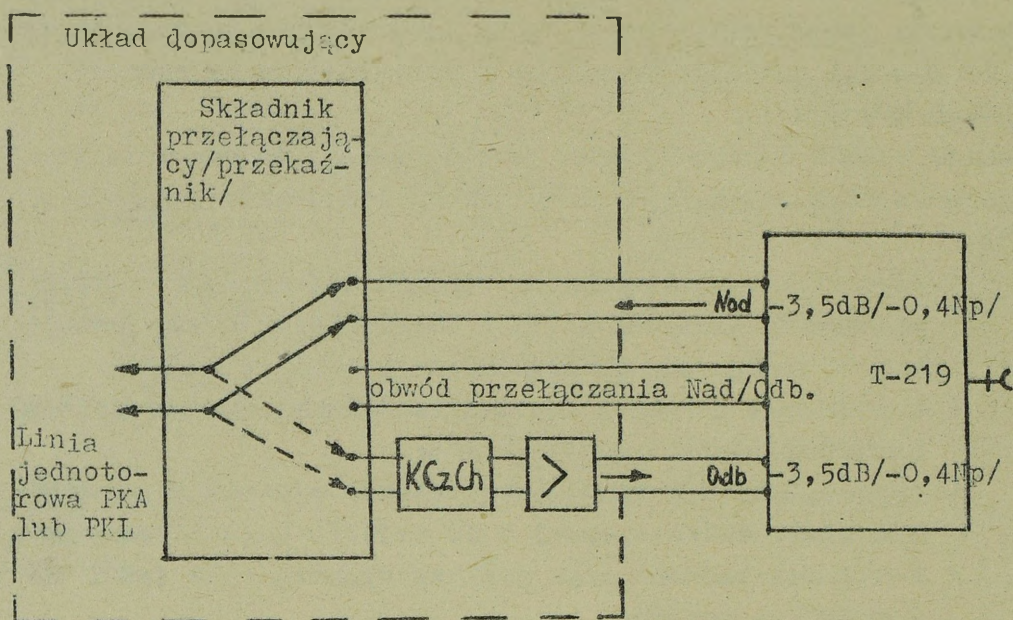 Układ dopasowujący
Składnik
przełączają-
cy/przekaź-
nik/
Nad
-3,5dB/-0,4Np/
T-219
obwód przełączania Nad/Odb.
Linia
jednoto-
rowa PKA
lub PKL
KCzCh
>
Odb
-3,5dB/-0,4Np/